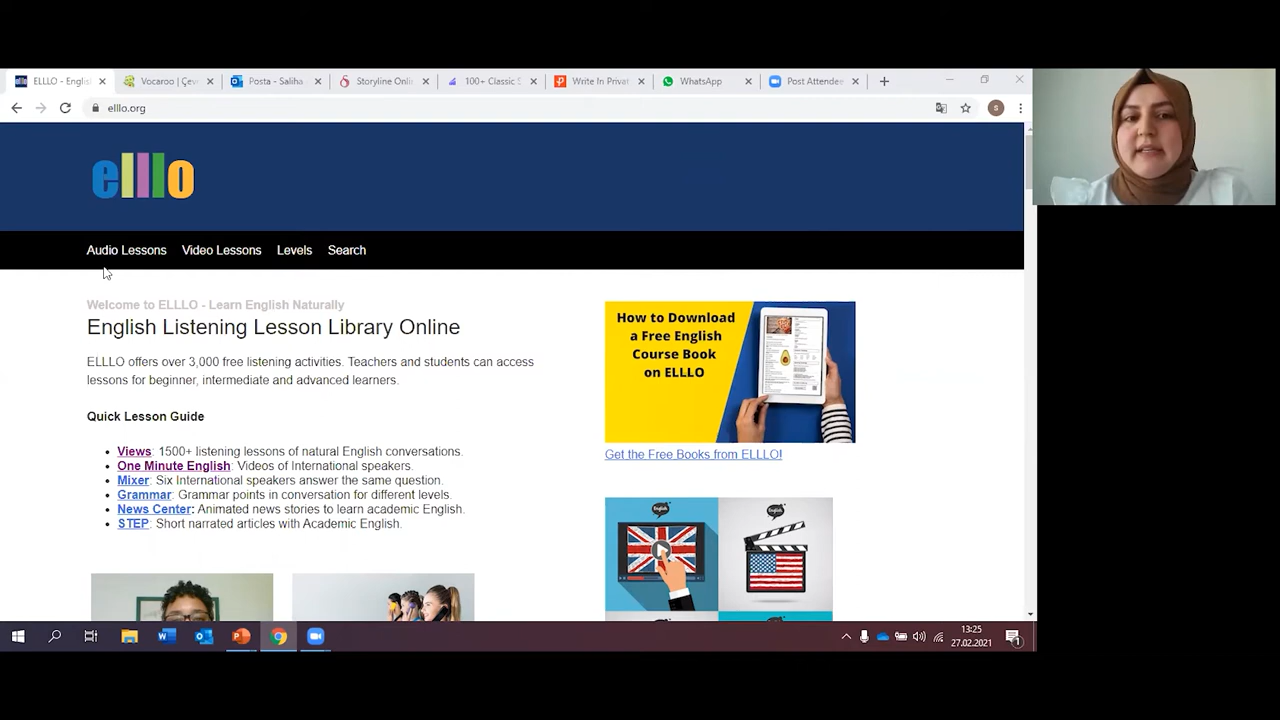 ELLLO - Englis
Vocaroo | Çev
Posta - Saliha
Storyline Onli
100+ Classic S
Write In Privat
WhatsApp
Post Attendee
elllo.org
S
elllo
Audio Lessons Video Lessons Levels Search
Welcome to ELLLO - Learn English Naturally
English Listening Lesson Library Online
ELLLO offers over 3,000 free listening activities. Teachers and students can access
lessons for beginner, intermediate and advanced learners.
Quick Lesson Guide
Views: 1500+ listening lessons of natural English conversations.
One Minute English: Videos of International speakers.
Mixer: Six International speakers answer the same question.
Grammar: Grammar points in conversation for different levels.
News Center: Animated news stories to learn academic English.
STEP: Short narrated articles with Academic English.
How to Download
a Free English
Course Book
on ELLLO
Get the Free Books from ELLLO!
English
English
13:25
27.02.2021
1